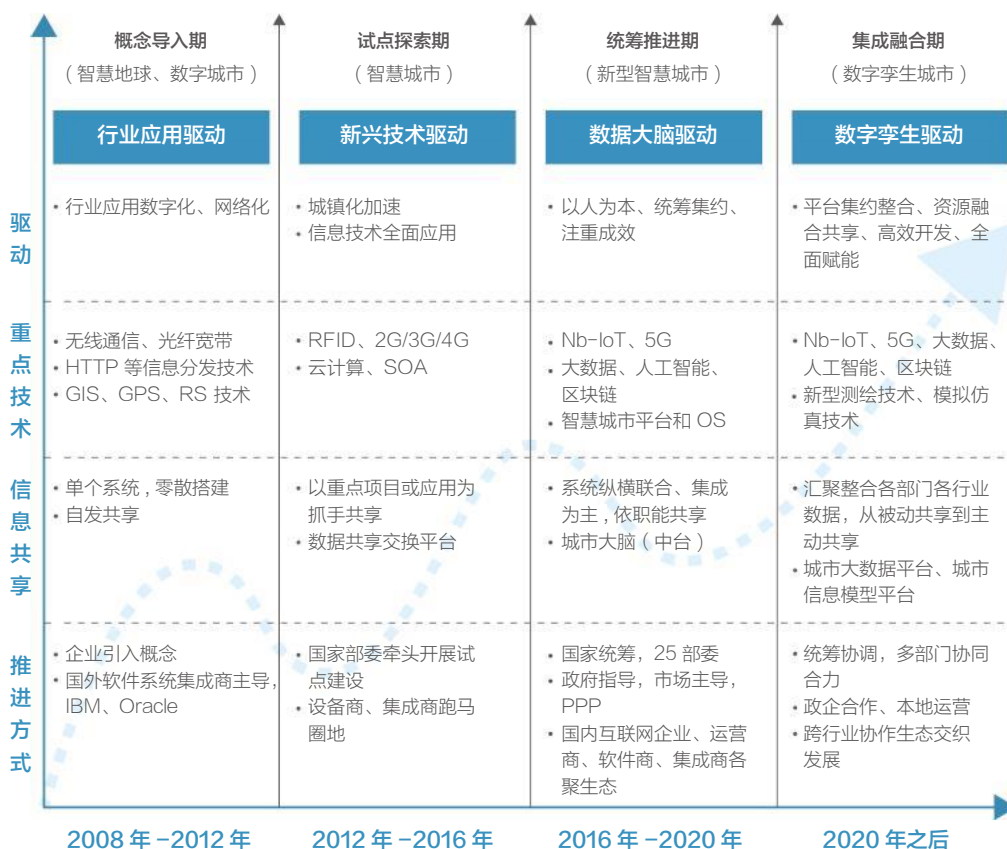 概念导入期
（智慧地球、数字城市）
行业应用驱动
试点探索期
（智慧城市）
新兴技术驱动
统筹推进期
（新型智慧城市）
数据大脑驱动
集成融合期
（数字孪生城市）
数字孪生驱动
驱动
• 行业应用数字化、网络化
• 城镇化加速
• 信息技术全面应用
• 以人为本、统筹集约、
注重成效
• 平台集约整合、资源融
合共享、高效开发、全
面赋能
重点技术
• 无线通信、光纤宽带
• HTTP 等信息分发技术
• GIS、GPS、RS 技术
• RFID、2G/3G/4G
• 云计算、SOA
• Nb-IoT、5G
• 大数据、人工智能、
区块链
• 智慧城市平台和 OS
• Nb-IoT、5G、大数据、
人工智能、区块链
• 新型测绘技术、模拟仿
真技术
信息共享
• 单个系统 , 零散搭建
• 自发共享
• 以重点项目或应用为
抓手共享
• 数据共享交换平台
• 系统纵横联合、集成
为主 , 依职能共享
• 城市大脑（中台）
• 汇聚整合各部门各行业
数据，从被动共享到主
动共享
• 城市大数据平台、城市
信息模型平台
推进方式
• 企业引入概念
• 国外软件系统集成商主导，
IBM、Oracle
• 国家部委牵头开展试
点建设
• 设备商、集成商跑马
圈地
• 国家统筹，25 部委
• 政府指导，市场主导，
PPP
• 国内互联网企业、运营
商、软件商、集成商各
聚生态
• 统筹协调，多部门协同
合力
• 政企合作、本地运营
• 跨行业协作生态交织
发展
2008 年 -2012 年
2012 年 -2016 年
2016 年 -2020 年
2020 年之后